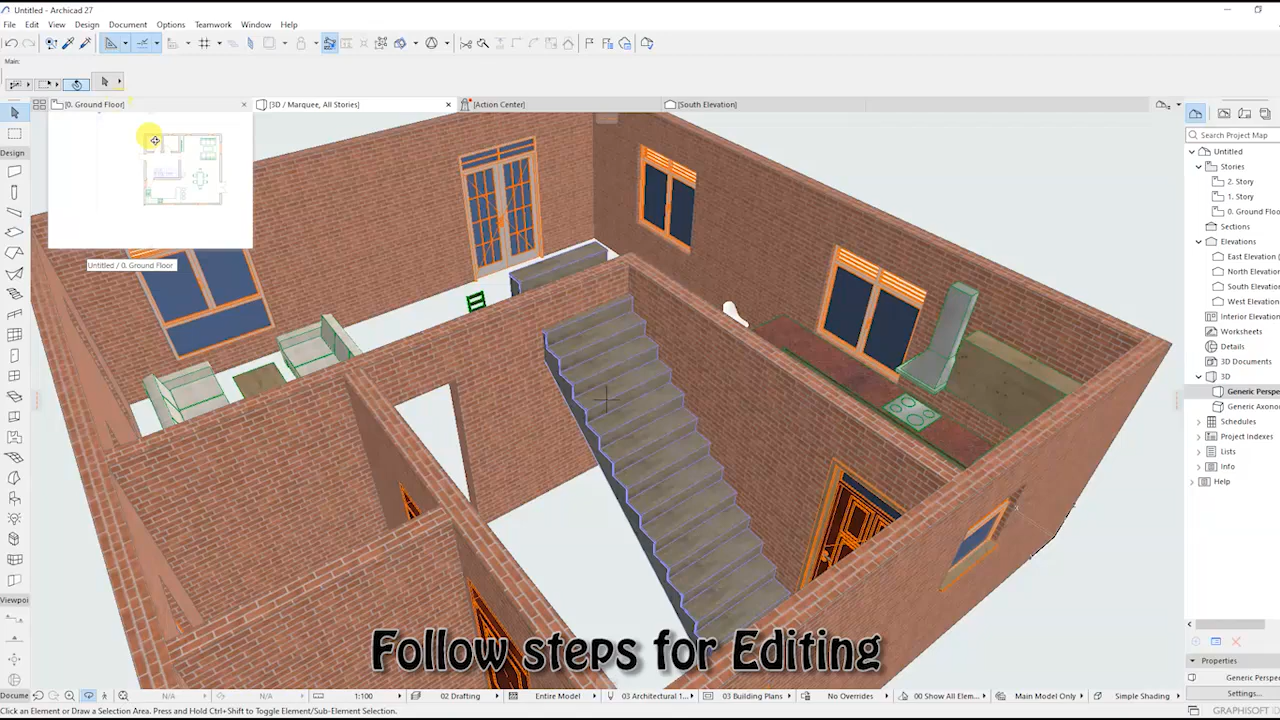 Untitled - Archicad 27
File Edit View Design Document Options Teamwork Window Help
Main:
[0. Ground Floor]
[3D / Marquee, All Stories]
[Action Center]
[South Elevation]
Search Project Map
Design
Untitled
Stories
2. Story
1. Story
0. Ground Floo
Sections
Elevations
East Elevation (
North Elevation
South Elevation
West Elevation
Interior Elevation
Worksheets
Details
3D Documents
3D
Generic Perspe
Generic Axono
Schedules
Project Indexes
Lists
Info
Help
Untitled / 0. Ground Floor
Viewpoi
Follow steps for Editing
Properties
Generic Perspe
Settings...
Docume N/A N/A 1:100 02 Drafting Entire Model 03 Architectural 1... 03 Building Plans No Overrides 00 Show All Elem... Main Model Only Simple Shading
Click an Element or Draw a Selection Area. Press and Hold Ctrl+Shift to Toggle Element/Sub-Element Selection.
GRAPHISOFT ID